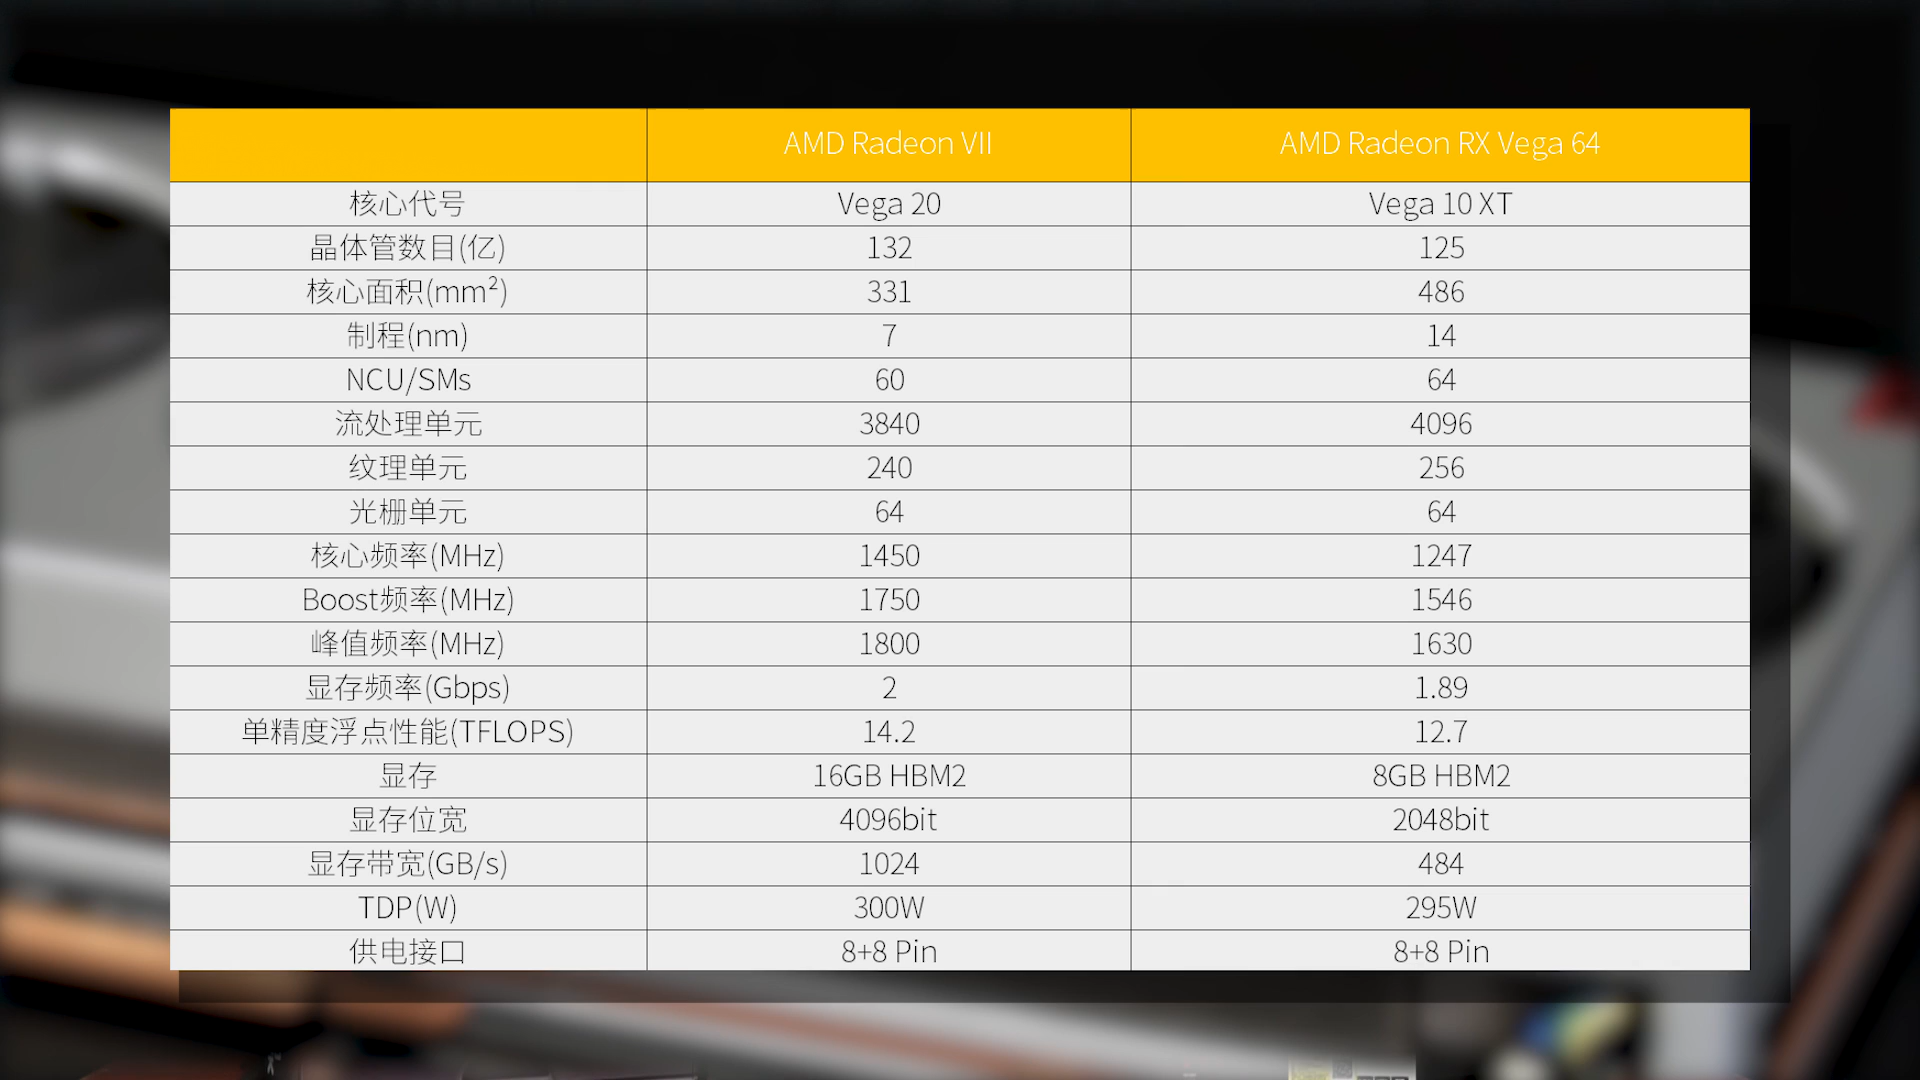 AMD Radeon VII AMD Radeon RX Vega 64
核心代号 Vega 20 Vega 10 XT
晶体管数目(亿) 132 125
核心面积(mm²) 331 486
制程(nm) 7 14
NCU/SMs 60 64
流处理单元 3840 4096
纹理单元 240 256
光栅单元 64 64
核心频率(MHz) 1450 1247
Boost频率(MHz) 1750 1546
峰值频率(MHz) 1800 1630
显存频率(Gbps) 2 1.89
单精度浮点性能(TFLOPS) 14.2 12.7
显存 16GB HBM2 8GB HBM2
显存位宽 4096bit 2048bit
显存带宽(GB/s) 1024 484
TDP(W) 300W 295W
供电接口 8+8 Pin 8+8 Pin